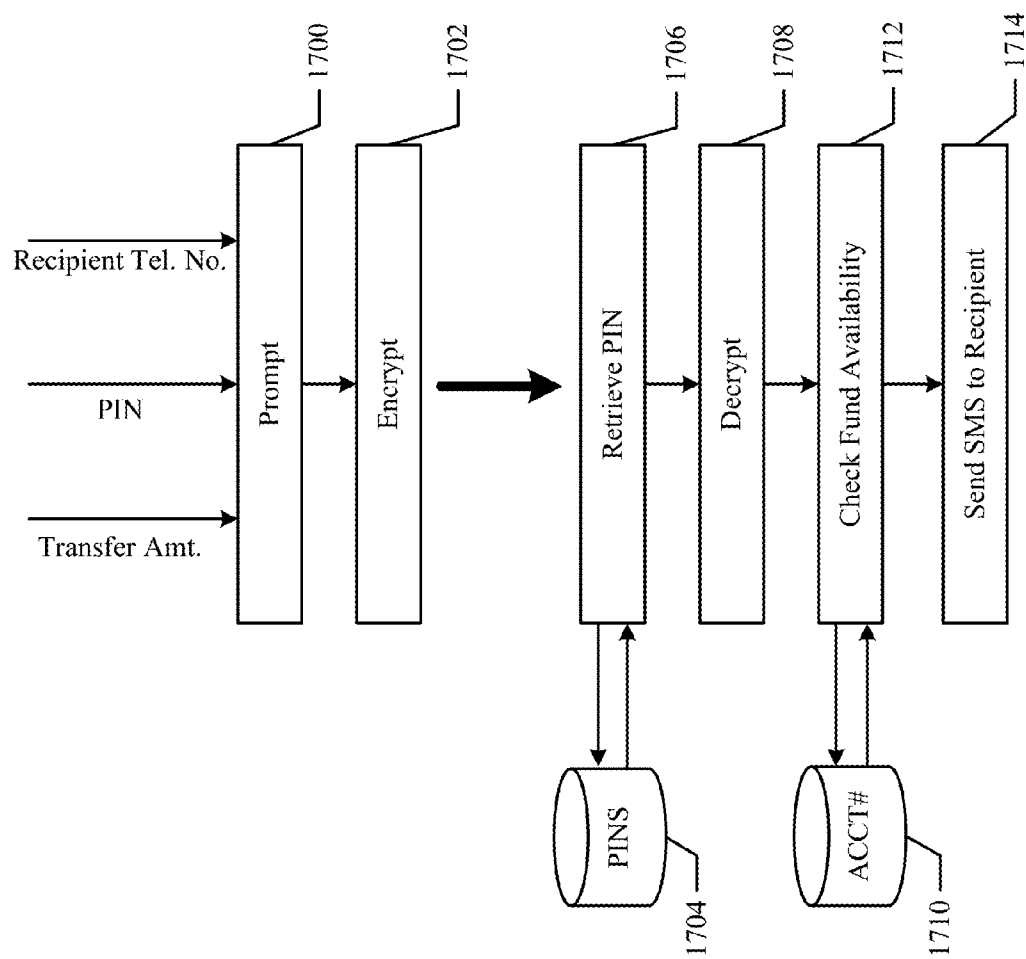 Recipient Tel. No.
PIN
Transfer Amt.
Prompt
1700
Encrypt
1702
PINS
1704
Retrieve PIN
1706
Decrypt
1708
ACCT#
1710
Check Fund Availability
1712
Send SMS to Recipient
1714